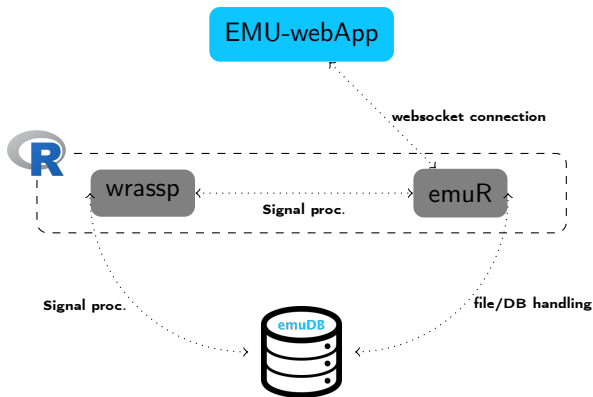 EMU-webApp
websocket connection
R
wrassp
emuR
Signal proc.
Signal proc.
file/DB handling
emuDB